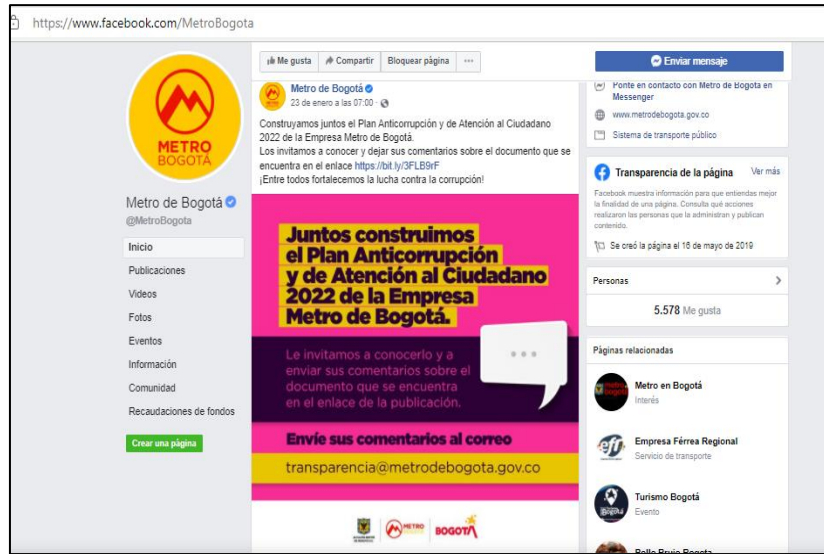 https://www.facebook.com/MetroBogota
Me gusta
Compartir
Bloquear página
Enviar mensaje
METRO
BOGOTÁ
Metro de Bogotá
@MetroBogota
Inicio
Publicaciones
Videos
Fotos
Eventos
Información
Comunidad
Recaudaciones de fondos
Crear una página
Metro de Bogotá
23 de enero a las 07:00 ·
Construyamos juntos el Plan Anticorrupción y de Atención al Ciudadano
2022 de la Empresa Metro de Bogotá.
Los invitamos a conocer y dejar sus comentarios sobre el documento que se
encuentra en el enlace https://bit.ly/3FLB9rF
¡Entre todos fortalecemos la lucha contra la corrupción!
Juntos construimos
el Plan Anticorrupción
y de Atención al Ciudadano
2022 de la Empresa
Metro de Bogotá.
Le invitamos a conocerlo y a
enviar sus comentarios sobre el
documento que se encuentra
en el enlace de la publicación.
Envíe sus comentarios al correo
transparencia@metrodebogota.gov.co
METRO
BOGOTÁ
Ponte en contacto con Metro de Bogotá en
Messenger
www.metrodebogota.gov.co
Sistema de transporte público
Transparencia de la página
Ver más
Facebook muestra información para que entiendas mejor
la finalidad de una página. Consulta qué acciones
realizaron las personas que la administran y publican
contenido.
Se creó la página el 16 de mayo de 2019
Personas
5.578 Me gusta
Páginas relacionadas
Metro en Bogotá
Interés
Empresa Férrea Regional
Servicio de transporte
Turismo Bogotá
Evento